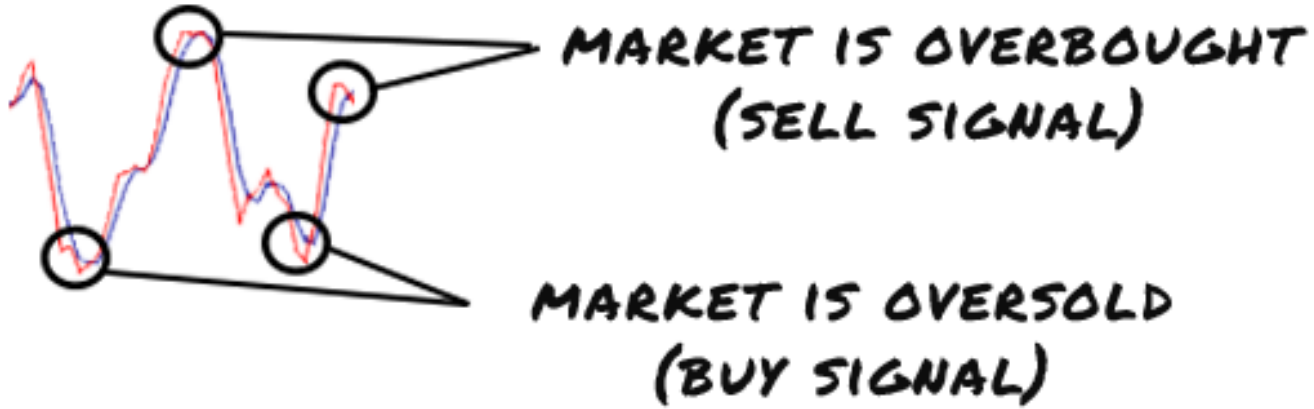 MARKET IS OVERBOUGHT
(SELL SIGNAL)
MARKET IS OVERSOLD
(BUY SIGNAL)